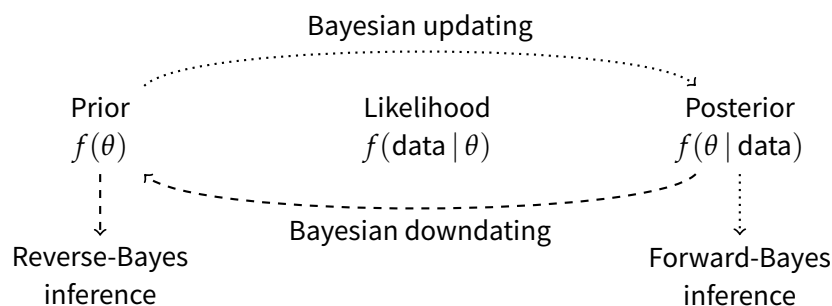 Bayesian updating
Prior Likelihood Posterior
f(θ) f(data | θ) f(θ | data)
Bayesian downdating
Reverse-Bayes Forward-Bayes
inference inference